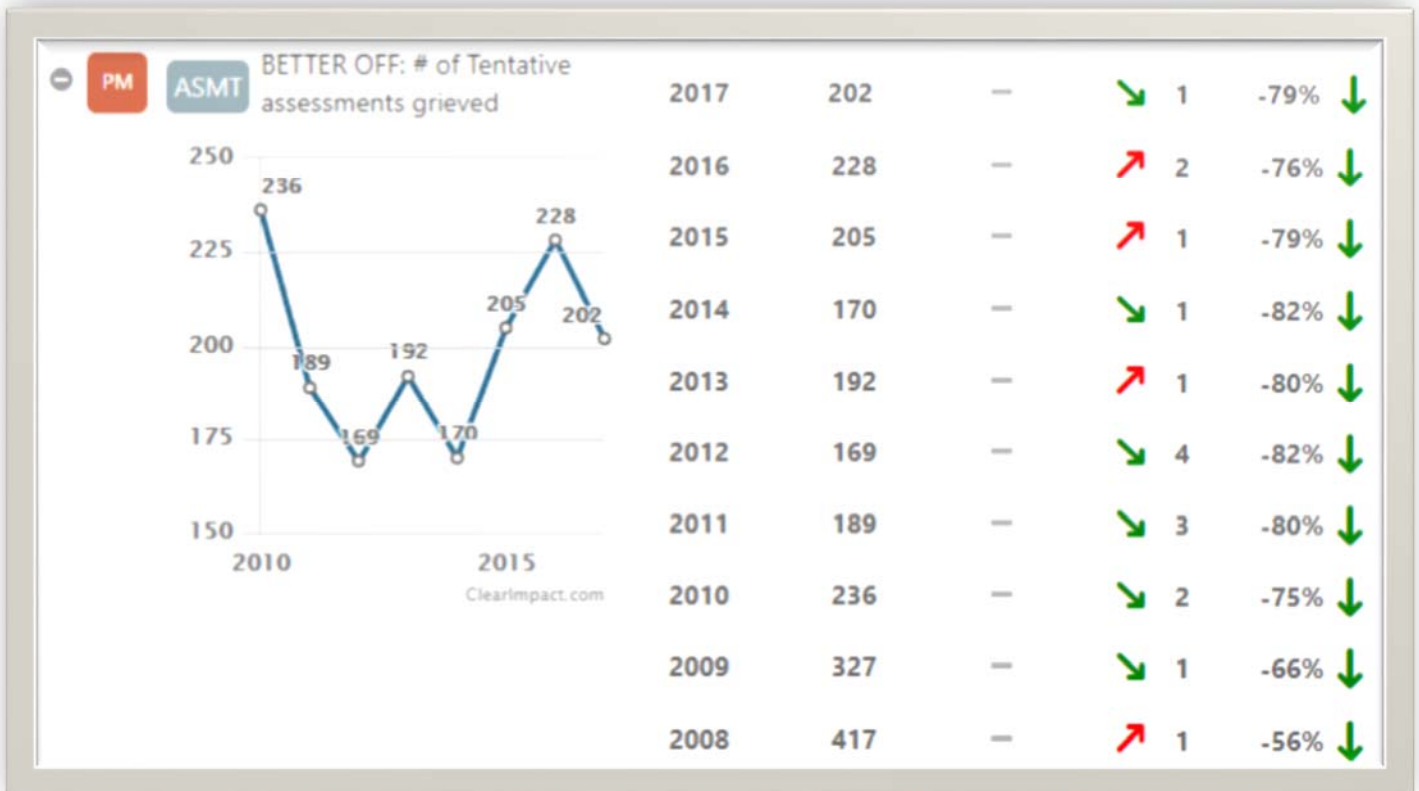 PM
ASMT
BETTER OFF: # of Tentative
assessments grieved
250
225
200
175
150
236
189
169
192
170
205
228
202
2010
2015
ClearImpact.com
2017 202 — 1 -79%
2016 228 — 2 -76%
2015 205 — 1 -79%
2014 170 — 1 -82%
2013 192 — 1 -80%
2012 169 — 4 -82%
2011 189 — 3 -80%
2010 236 — 2 -75%
2009 327 — 1 -66%
2008 417 — 1 -56%